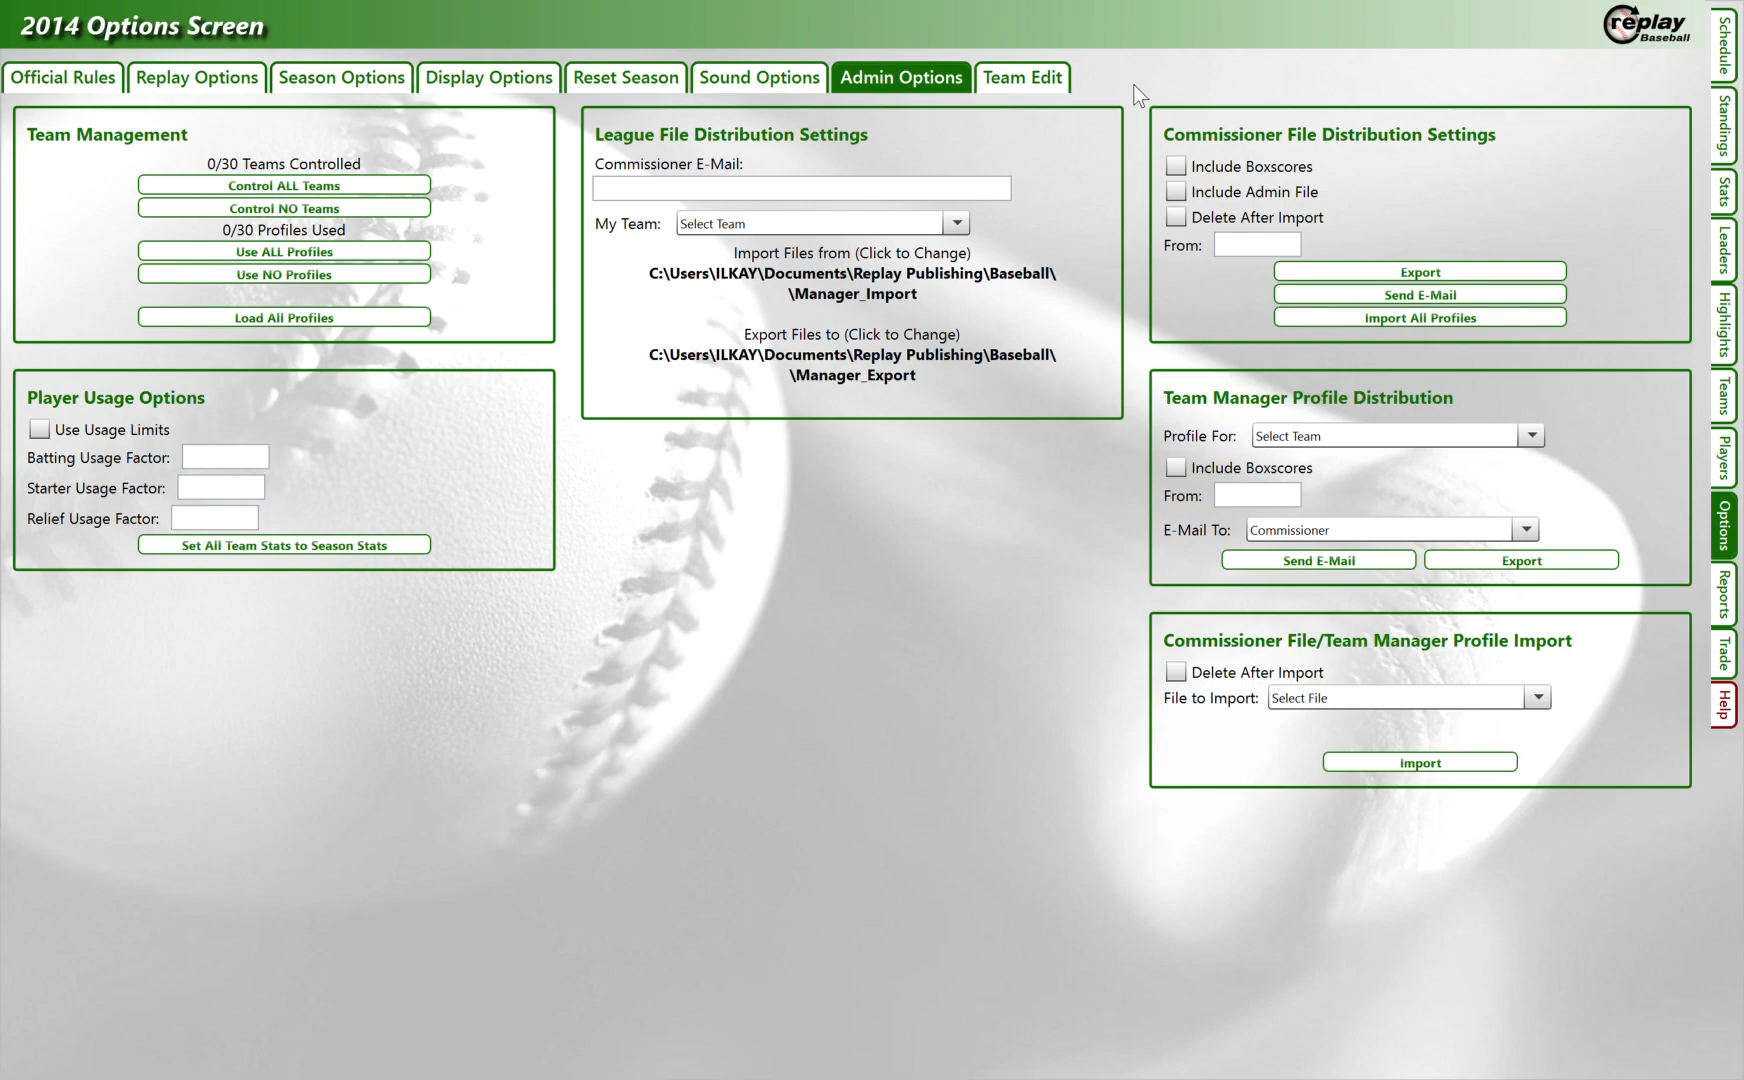 2014 Options Screen
replay
Baseball
Official Rules
Replay Options
Season Options
Display Options
Reset Season
Sound Options
Admin Options
Team Edit
Team Management
0/30 Teams Controlled
Control ALL Teams
Control NO Teams
0/30 Profiles Used
Use ALL Profiles
Use NO Profiles
Load All Profiles
Player Usage Options
Use Usage Limits
Batting Usage Factor:
Starter Usage Factor:
Relief Usage Factor:
Set All Team Stats to Season Stats
League File Distribution Settings
Commissioner E-Mail:
My Team: Select Team
Import Files from (Click to Change)
C:\Users\ILKAY\Documents\Replay Publishing\Baseball\
\Manager_Import
Export Files to (Click to Change)
C:\Users\ILKAY\Documents\Replay Publishing\Baseball\
\Manager_Export
Commissioner File Distribution Settings
Include Boxscores
Include Admin File
Delete After Import
From:
Export
Send E-Mail
Import All Profiles
Team Manager Profile Distribution
Profile For: Select Team
Include Boxscores
From:
E-Mail To: Commissioner
Send E-Mail
Export
Commissioner File/Team Manager Profile Import
Delete After Import
File to Import: Select File
Import
Schedule
Standings
Stats
Leaders
Highlights
Teams
Players
Options
Reports
Trade
Help